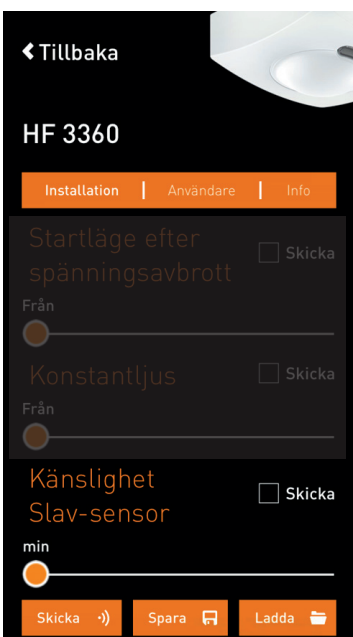 Tillbaka
HF 3360
Installation | Användare | Info
Startläge efter
spänningsavbrott
Skicka
Från
Konstantljus
Skicka
Från
Känslighet
Slav-sensor
Skicka
min
Skicka
Spara
Ladda